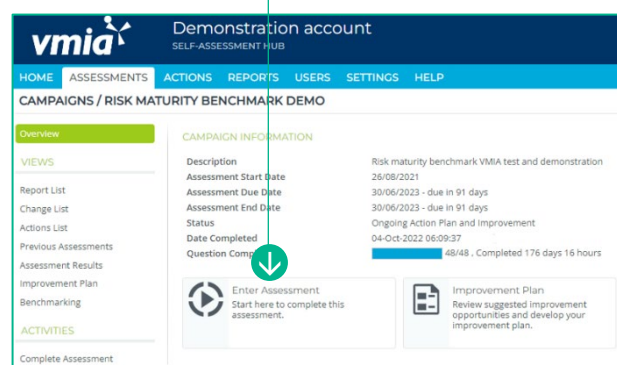 vmia
Demonstration account
SELF-ASSESSMENT HUB
HOME ASSESSMENTS ACTIONS REPORTS USERS SETTINGS HELP
CAMPAIGNS / RISK MATURITY BENCHMARK DEMO
Overview
VIEWS
Report List
Change List
Actions List
Previous Assessments
Assessment Results
Improvement Plan
Benchmarking
ACTIVITIES
Complete Assessment
CAMPAIGN INFORMATION
Description Risk maturity benchmark VMIA test and demonstration
Assessment Start Date 26/08/2021
Assessment Due Date 30/06/2023 - due in 91 days
Assessment End Date 30/06/2023 - due in 91 days
Status Ongoing Action Plan and Improvement
Date Completed 04-Oct-2022 06:09:37
Question Comp 48/48 , Completed 176 days 16 hours
Enter Assessment
Start here to complete this
assessment.
Improvement Plan
Review suggested improvement
opportunities and develop your
improvement plan.